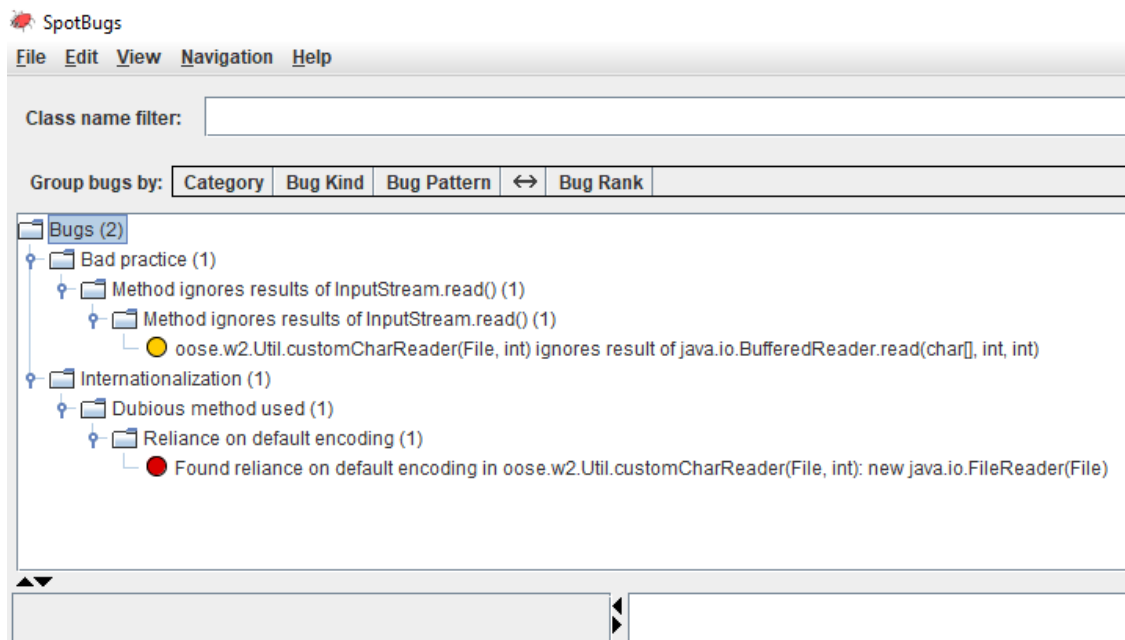 SpotBugs
File Edit View Navigation Help
Class name filter:
Group bugs by: Category Bug Kind Bug Pattern ↔ Bug Rank
Bugs (2)
Bad practice (1)
Method ignores results of InputStream.read() (1)
Method ignores results of InputStream.read() (1)
oose.w2.Util.customCharReader(File, int) ignores result of java.io.BufferedReader.read(char[], int, int)
Internationalization (1)
Dubious method used (1)
Reliance on default encoding (1)
Found reliance on default encoding in oose.w2.Util.customCharReader(File, int): new java.io.FileReader(File)